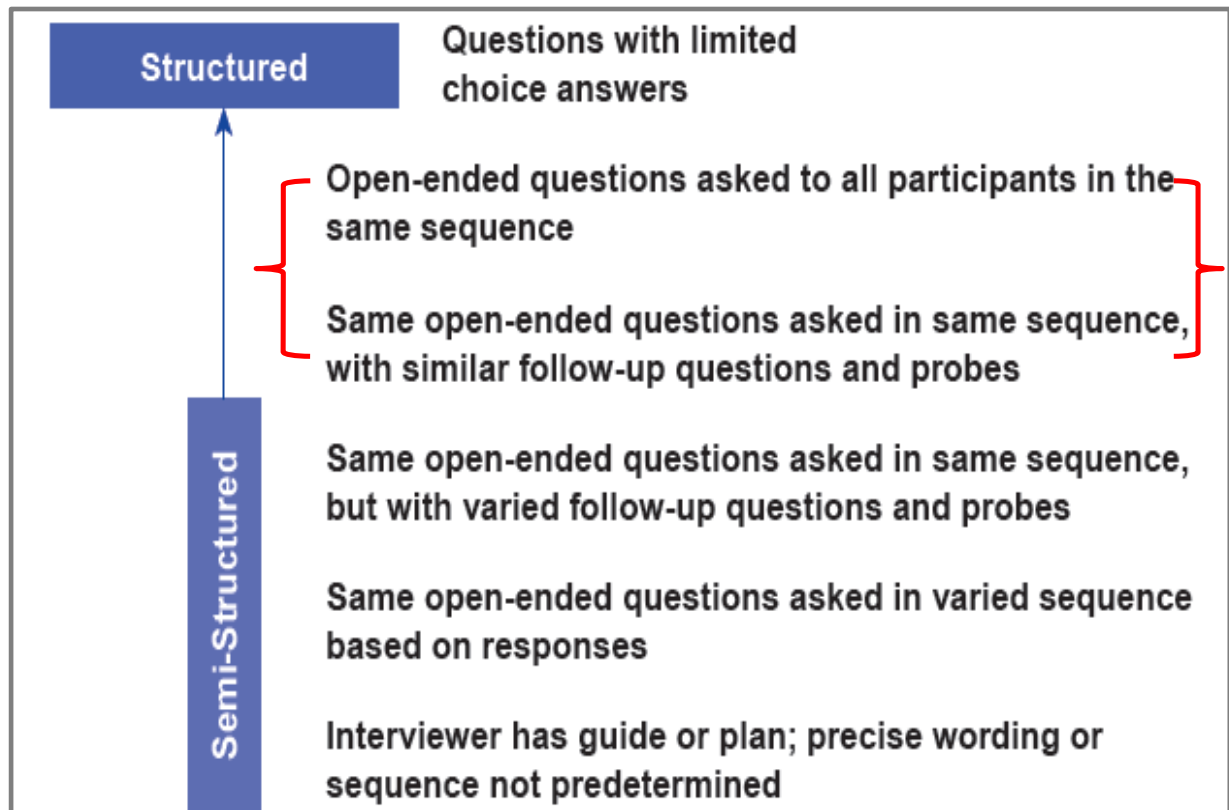 Structured
Questions with limited
choice answers
Open-ended questions asked to all participants in the
same sequence
Same open-ended questions asked in same sequence,
with similar follow-up questions and probes
Semi-Structured
Same open-ended questions asked in same sequence,
but with varied follow-up questions and probes
Same open-ended questions asked in varied sequence
based on responses
Interviewer has guide or plan; precise wording or
sequence not predetermined